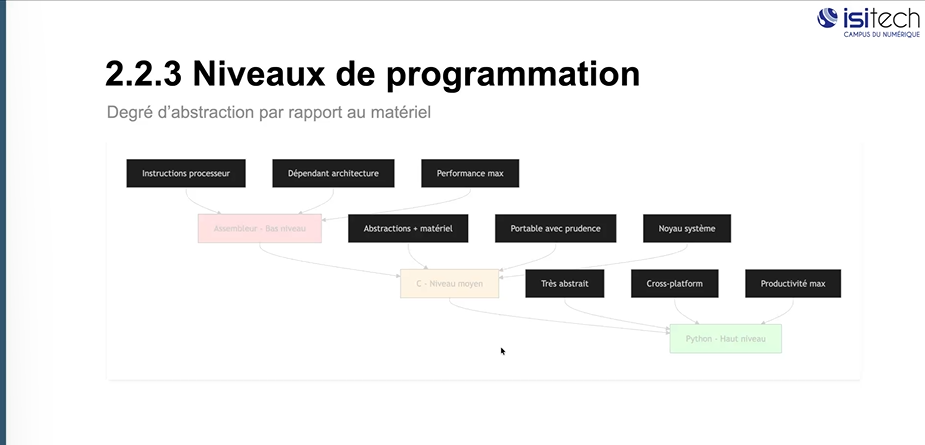 isitech
CAMPUS DU NUMÉRIQUE
2.2.3 Niveaux de programmation
Degré d'abstraction par rapport au matériel
Instructions processeur
Dépendant architecture
Performance max
Assembleur - Bas niveau
Abstractions + matériel
Portable avec prudence
Noyau système
C - Niveau moyen
Très abstrait
Cross-platform
Productivité max
Python - Haut niveau